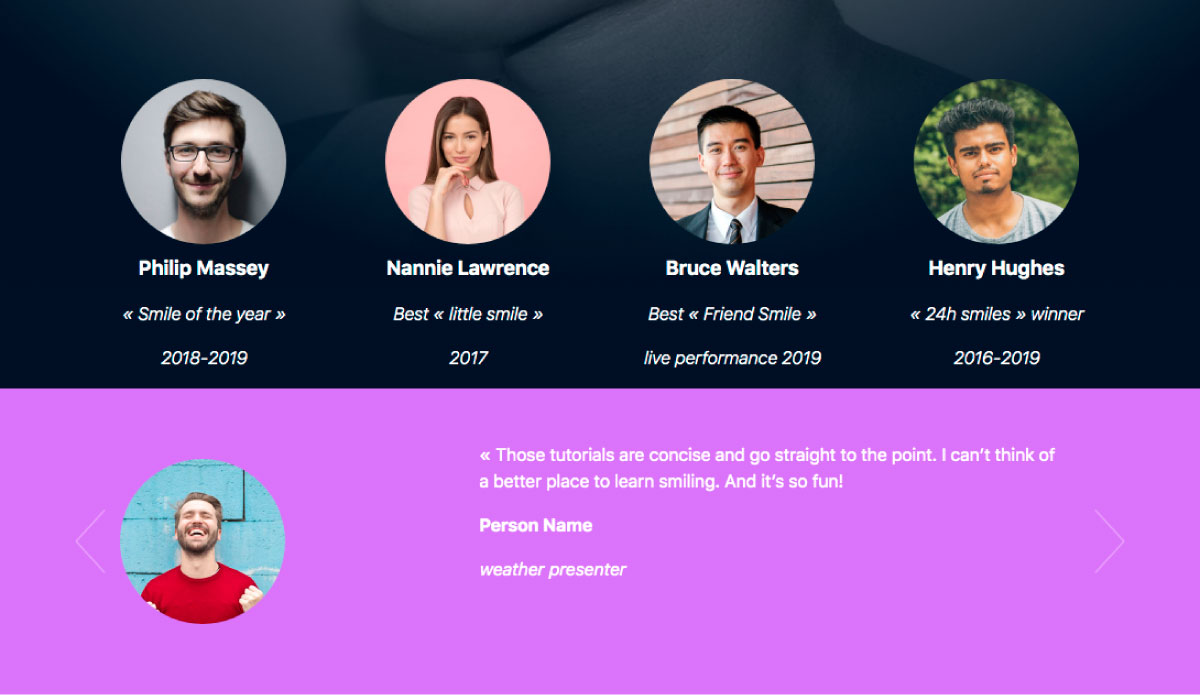 Philip Massey
Nannie Lawrence
Bruce Walters
Henry Hughes
« Smile of the year »
Best « little smile »
Best « Friend Smile »
« 24h smiles » winner
2018-2019
2017
live performance 2019
2016-2019
« Those tutorials are concise and go straight to the point. I can’t think of
a better place to learn smiling. And it’s so fun!
Person Name
weather presenter